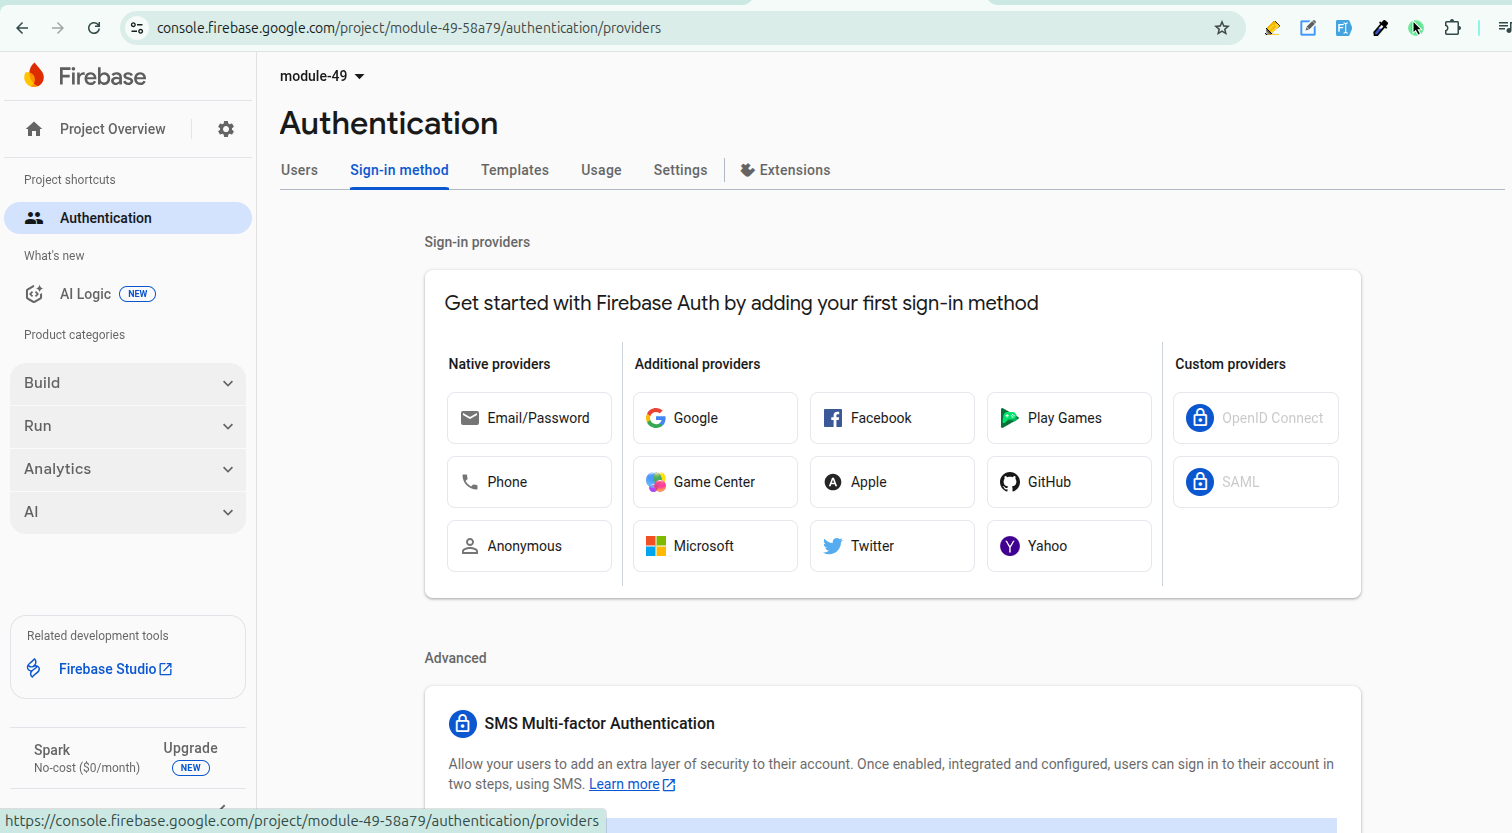 console.firebase.google.com/project/module-49-58a79/authentication/providers
Firebase
module-49
Project Overview
Authentication
Users Sign-in method Templates Usage Settings Extensions
Project shortcuts
Authentication
What's new
AI Logic NEW
Product categories
Build
Run
Analytics
AI
Related development tools
Firebase Studio
Spark
No-cost ($0/month)
Upgrade
NEW
Sign-in providers
Get started with Firebase Auth by adding your first sign-in method
Native providers
Email/Password
Phone
Anonymous
Additional providers
Google Facebook Play Games
Game Center Apple GitHub
Microsoft Twitter Yahoo
Custom providers
OpenID Connect
SAML
Advanced
SMS Multi-factor Authentication
Allow your users to add an extra layer of security to their account. Once enabled, integrated and configured, users can sign in to their account in
two steps, using SMS. Learn more
https://console.firebase.google.com/project/module-49-58a79/authentication/providers